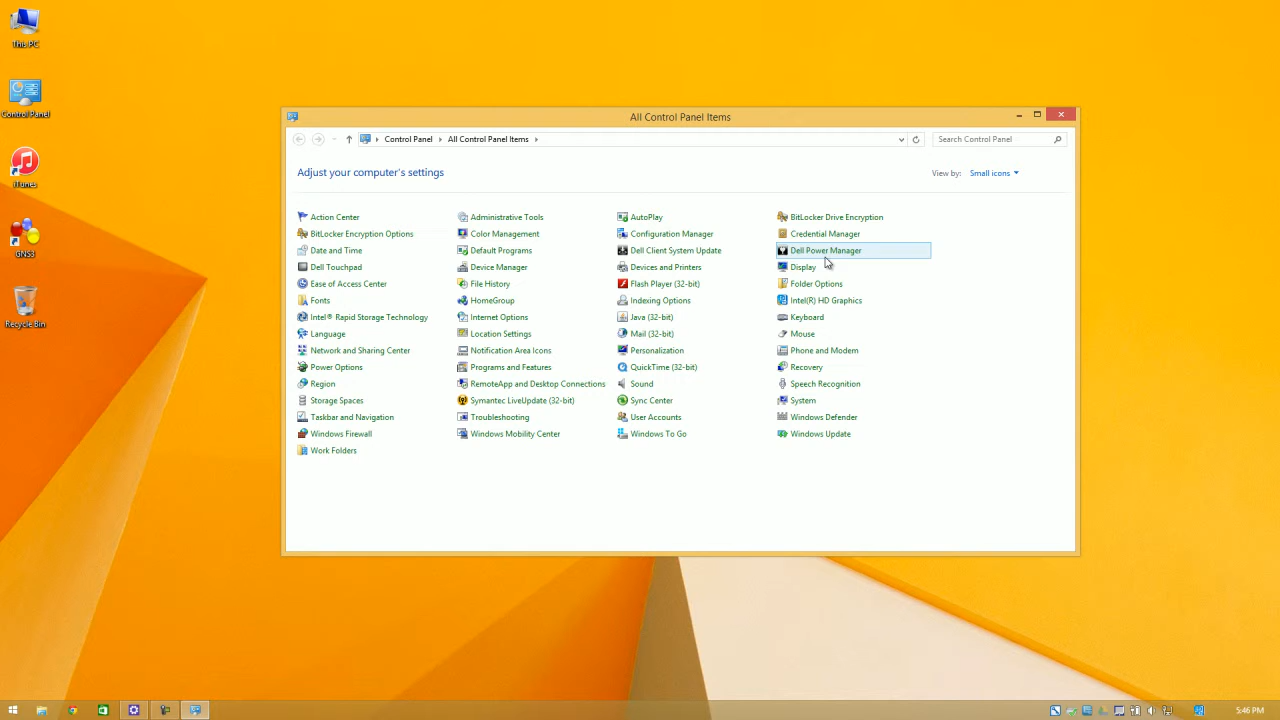 This PC
Control Panel
iTunes
GNS3
Recycle Bin
All Control Panel Items
Control Panel All Control Panel Items
Search Control Panel
Adjust your computer's settings
View by: Small icons
Action Center
Administrative Tools
AutoPlay
BitLocker Drive Encryption
BitLocker Encryption Options
Color Management
Configuration Manager
Credential Manager
Date and Time
Default Programs
Dell Client System Update
Dell Power Manager
Dell Touchpad
Device Manager
Devices and Printers
Display
Ease of Access Center
File History
Flash Player (32-bit)
Folder Options
Fonts
HomeGroup
Indexing Options
Intel(R) HD Graphics
Intel® Rapid Storage Technology
Internet Options
Java (32-bit)
Keyboard
Language
Location Settings
Mail (32-bit)
Mouse
Network and Sharing Center
Notification Area Icons
Personalization
Phone and Modem
Power Options
Programs and Features
QuickTime (32-bit)
Recovery
Region
RemoteApp and Desktop Connections
Sound
Speech Recognition
Storage Spaces
Symantec LiveUpdate (32-bit)
Sync Center
System
Taskbar and Navigation
Troubleshooting
User Accounts
Windows Defender
Windows Firewall
Windows Mobility Center
Windows To Go
Windows Update
Work Folders
5:46 PM